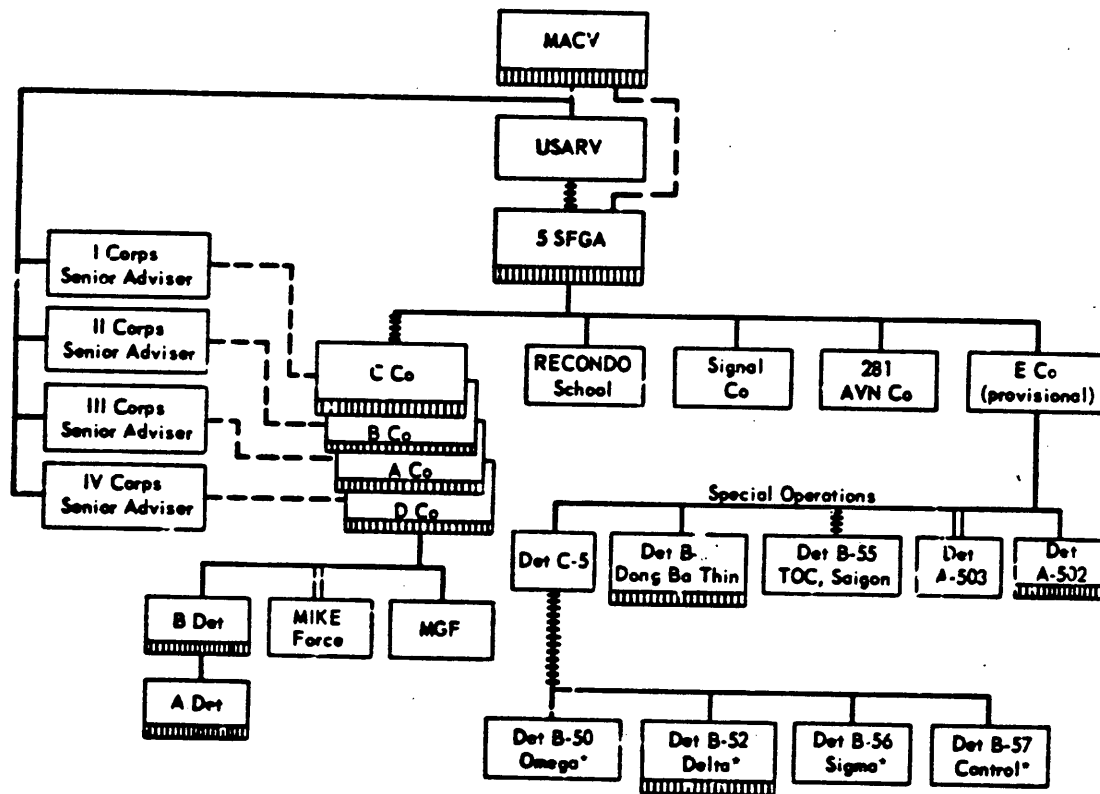 MACV
USARV
5 SFGA
I Corps
Senior Adviser
II Corps
Senior Adviser
III Corps
Senior Adviser
IV Corps
Senior Adviser
C Co
B Co
A Co
D Co
RECONDO
School
Signal
Co
281
AVN Co
E Co
(provisional)
Special Operations
Det C-5
Det B-
Dong Ba Thin
Det B-55
TOC, Saigon
Det
A-503
Det
A-502
B Det
MIKE
Force
MGF
A Det
Det B-50
Omega*
Det B-52
Delta*
Det B-56
Sigma*
Det B-57
Control*